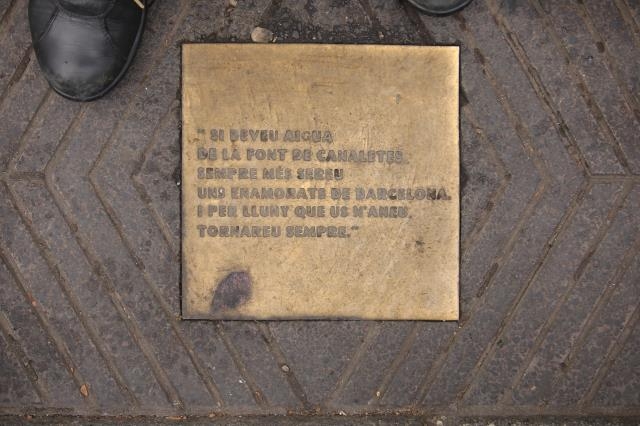 " SI BEVEU AIGUA
DE LA FONT DE CANALETES,
SEMPRE MÉS SEREU
UNS ENAMORATS DE BARCELONA.
I PER LLUNY QUE US N'ANEU,
TORNAREU SEMPRE."